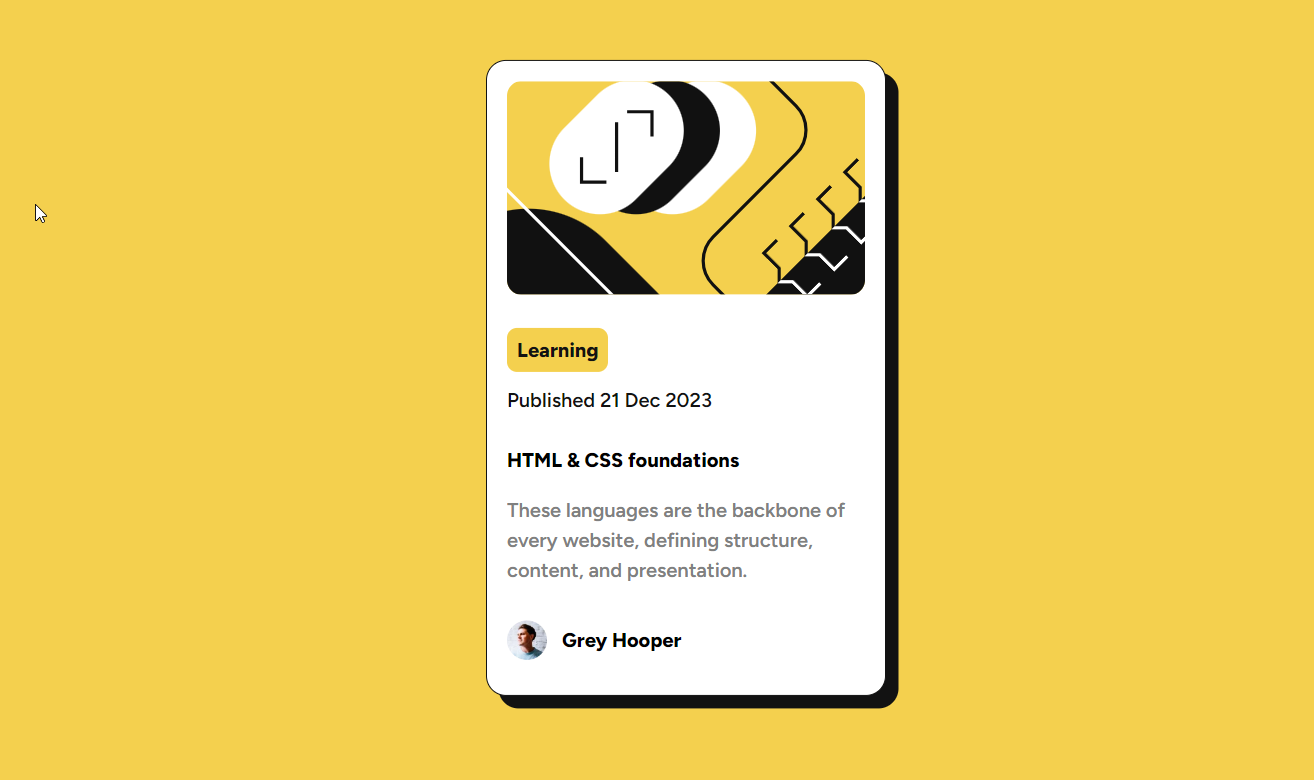 Learning
Published 21 Dec 2023
HTML & CSS foundations
These languages are the backbone of
every website, defining structure,
content, and presentation.
Grey Hooper